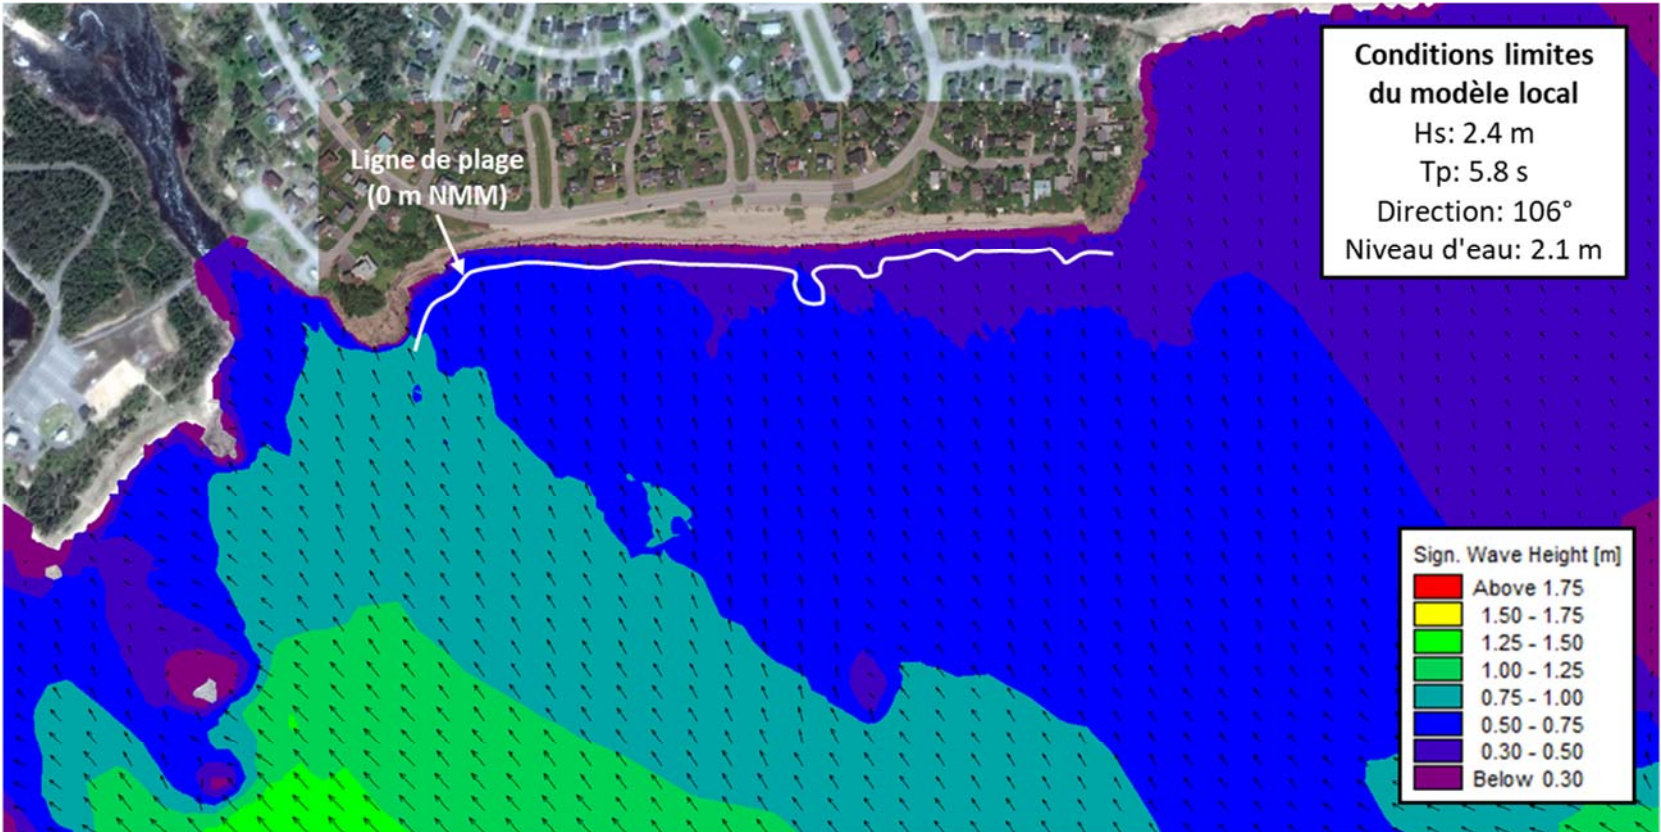 Ligne de plage
(0 m NMM)
Conditions limites
du modèle local
Hs: 2.4 m
Tp: 5.8 s
Direction: 106°
Niveau d'eau: 2.1 m
Sign. Wave Height [m]
Above 1.75
1.50 - 1.75
1.25 - 1.50
1.00 - 1.25
0.75 - 1.00
0.50 - 0.75
0.30 - 0.50
Below 0.30